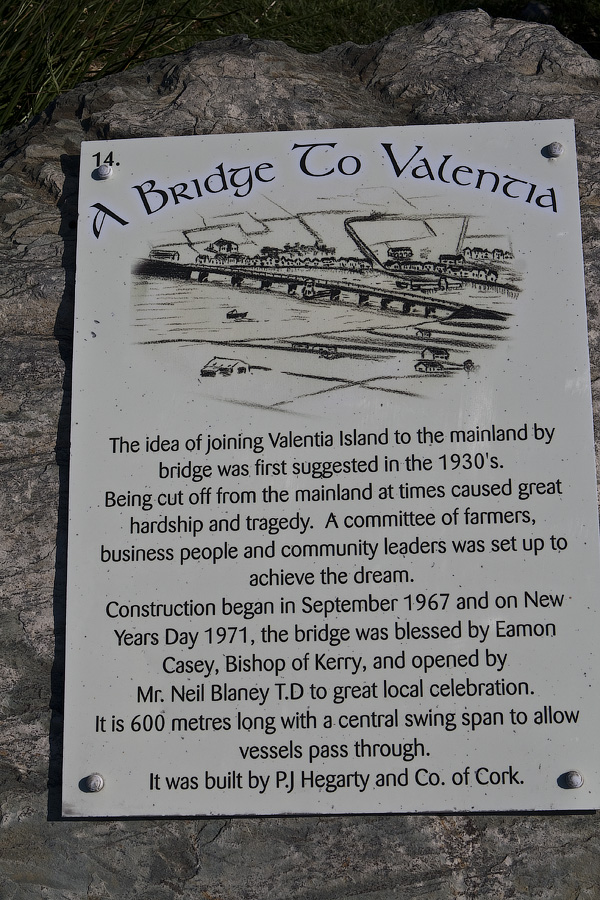 14.
A Bridge To Valentia
The idea of joining Valentia Island to the mainland by
bridge was first suggested in the 1930's.
Being cut off from the mainland at times caused great
hardship and tragedy. A committee of farmers,
business people and community leaders was set up to
achieve the dream.
Construction began in September 1967 and on New
Years Day 1971, the bridge was blessed by Eamon
Casey, Bishop of Kerry, and opened by
Mr. Neil Blaney T.D to great local celebration.
It is 600 metres long with a central swing span to allow
vessels pass through.
It was built by P.J Hegarty and Co. of Cork.